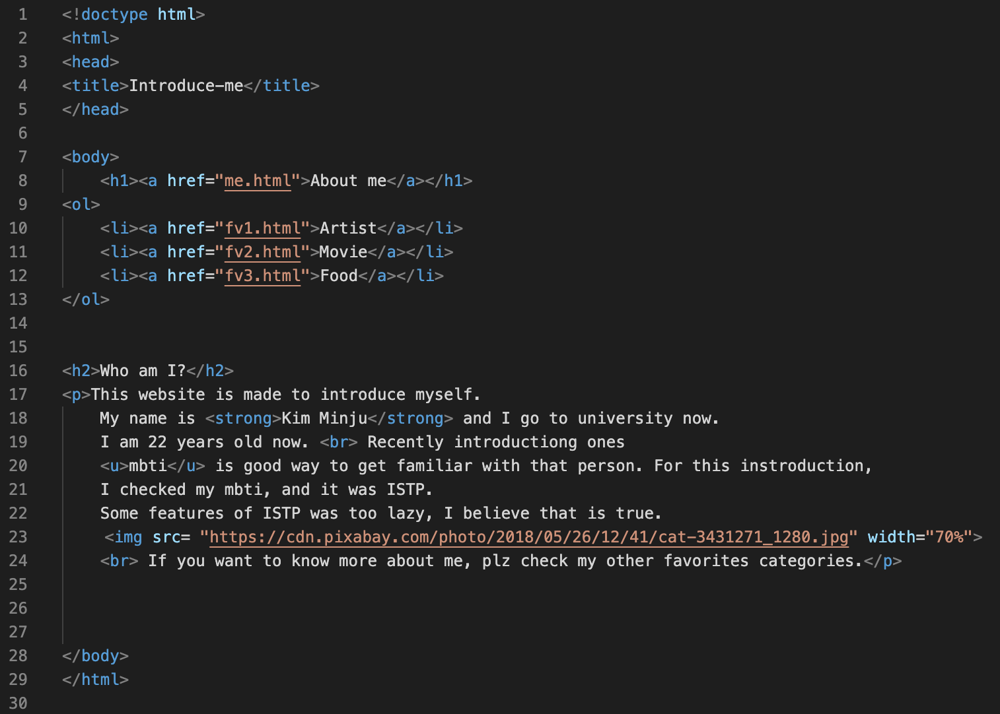 1 <!doctype html>
2 <html>
3 <head>
4 <title>Introduce-me</title>
5 </head>
6
7 <body>
8 <h1><a href="me.html">About me</a></h1>
9 <ol>
10 <li><a href="fv1.html">Artist</a></li>
11 <li><a href="fv2.html">Movie</a></li>
12 <li><a href="fv3.html">Food</a></li>
13 </ol>
14
15
16 <h2>Who am I?</h2>
17 <p>This website is made to introduce myself.
18 My name is <strong>Kim Minju</strong> and I go to university now.
19 I am 22 years old now. <br> Recently introductiong ones
20 <u>mbti</u> is good way to get familiar with that person. For this instroduction,
21 I checked my mbti, and it was ISTP.
22 Some features of ISTP was too lazy, I believe that is true.
23 <img src= "https://cdn.pixabay.com/photo/2018/05/26/12/41/cat-3431271_1280.jpg" width="70%">
24 <br> If you want to know more about me, plz check my other favorites categories.</p>
25
26
27
28 </body>
29 </html>
30